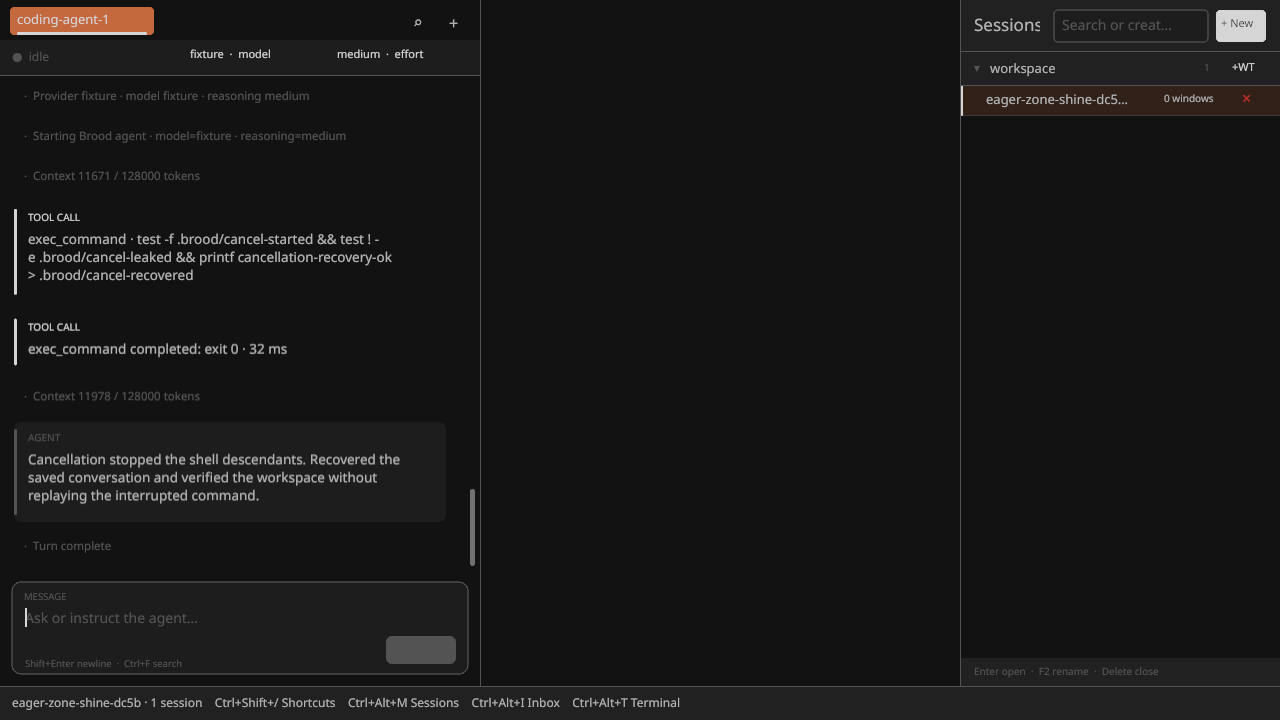 coding-agent-1
+
idle
fixture · model
medium · effort
· Provider fixture · model fixture · reasoning medium
· Starting Brood agent · model=fixture · reasoning=medium
· Context 11671 / 128000 tokens
TOOL CALL
exec_command · test -f .brood/cancel-started && test ! -
e .brood/cancel-leaked && printf cancellation-recovery-ok
> .brood/cancel-recovered
TOOL CALL
exec_command completed: exit 0 · 32 ms
· Context 11978 / 128000 tokens
AGENT
Cancellation stopped the shell descendants. Recovered the
saved conversation and verified the workspace without
replaying the interrupted command.
· Turn complete
MESSAGE
Ask or instruct the agent...
Shift+Enter newline · Ctrl+F search
Sessions
Search or creat...
+ New
▾ workspace 1 +WT
eager-zone-shine-dc5... 0 windows ✕
Enter open · F2 rename · Delete close
eager-zone-shine-dc5b · 1 session Ctrl+Shift+/ Shortcuts Ctrl+Alt+M Sessions Ctrl+Alt+I Inbox Ctrl+Alt+T Terminal